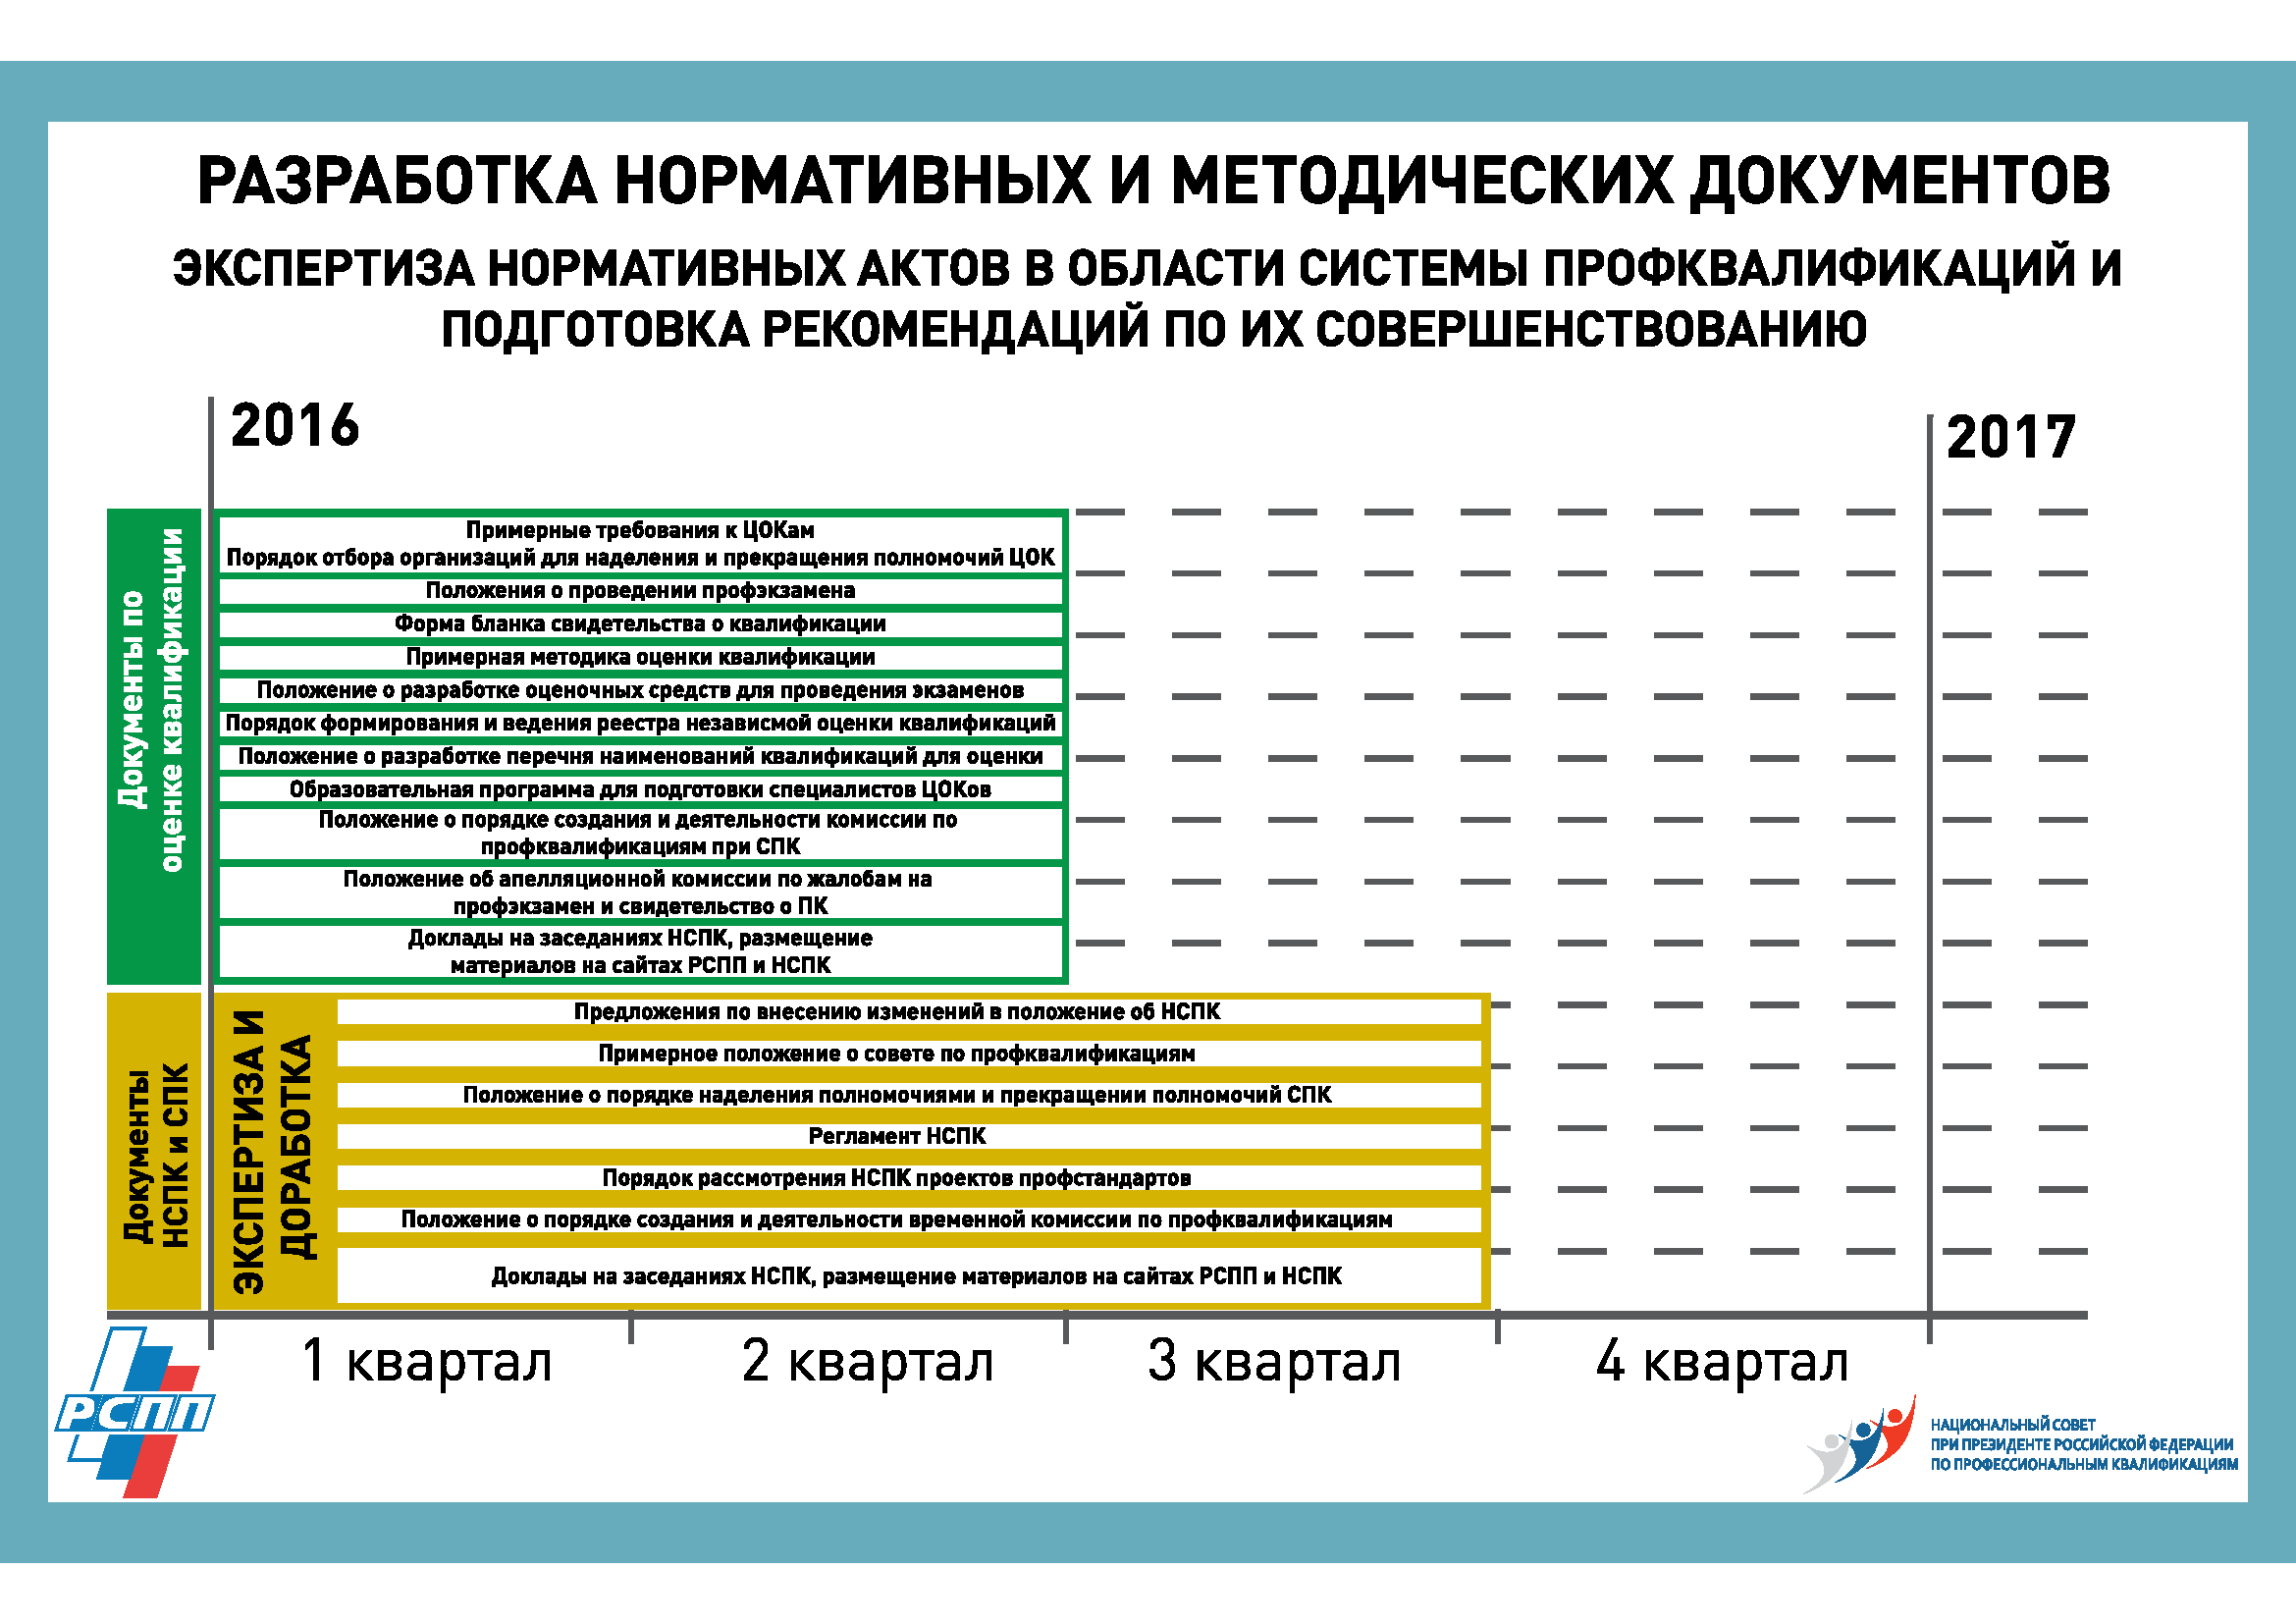 РАЗРАБОТКА НОРМАТИВНЫХ И МЕТОДИЧЕСКИХ ДОКУМЕНТОВ
ЭКСПЕРТИЗА НОРМАТИВНЫХ АКТОВ В ОБЛАСТИ СИСТЕМЫ ПРОФКВАЛИФИКАЦИЙ И
ПОДГОТОВКА РЕКОМЕНДАЦИЙ ПО ИХ СОВЕРШЕНСТВОВАНИЮ
2016
2017
Документы по
оценке квалификации
Примерные требования к ЦОКам
Порядок отбора организаций для наделения и прекращения полномочий ЦОК
Положения о проведении профэкзамена
Форма бланка свидетельства о квалификации
Примерная методика оценки квалификации
Положение о разработке оценочных средств для проведения экзаменов
Порядок формирования и ведения реестра независмой оценки квалификаций
Положение о разработке перечня наименований квалификаций для оценки
Образовательная программа для подготовки специалистов ЦОКов
Положение о порядке создания и деятельности комиссии по
профквалификациям при СПК
Положение об апелляционной комиссии по жалобам на
профэкзамен и свидетельство о ПК
Доклады на заседаниях НСПК, размещение
материалов на сайтах РСПП и НСПК
Документы
НСПК и СПК
ЭКСПЕРТИЗА И
ДОРАБОТКА
Предложения по внесению изменений в положение об НСПК
Примерное положение о совете по профквалификациям
Положение о порядке наделения полномочиями и прекращении полномочий СПК
Регламент НСПК
Порядок рассмотрения НСПК проектов профстандартов
Положение о порядке создания и деятельности временной комиссии по профквалификациям
Доклады на заседаниях НСПК, размещение материалов на сайтах РСПП и НСПК
1 квартал
2 квартал
3 квартал
4 квартал
РСПП
НАЦИОНАЛЬНЫЙ СОВЕТ
ПРИ ПРЕЗИДЕНТЕ РОССИЙСКОЙ ФЕДЕРАЦИИ
ПО ПРОФЕССИОНАЛЬНЫМ КВАЛИФИКАЦИЯМ